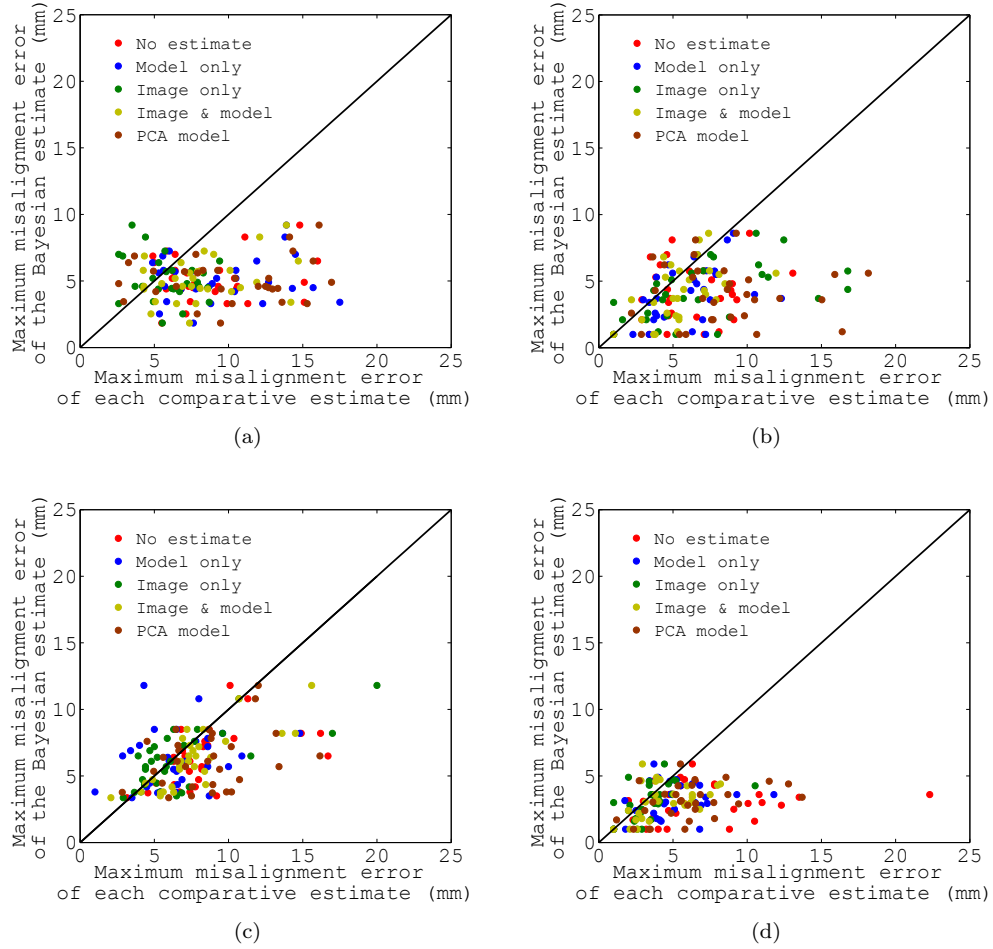 25
20
15
10
5
0
0 5 10 15 20 25
Maximum misalignment error
of the Bayesian estimate (mm)
No estimate
Model only
Image only
Image & model
PCA model
Maximum misalignment error
of each comparative estimate (mm)
(a)
25
20
15
10
5
0
0 5 10 15 20 25
Maximum misalignment error
of the Bayesian estimate (mm)
No estimate
Model only
Image only
Image & model
PCA model
Maximum misalignment error
of each comparative estimate (mm)
(b)
25
20
15
10
5
0
0 5 10 15 20 25
Maximum misalignment error
of the Bayesian estimate (mm)
No estimate
Model only
Image only
Image & model
PCA model
Maximum misalignment error
of each comparative estimate (mm)
(c)
25
20
15
10
5
0
0 5 10 15 20 25
Maximum misalignment error
of the Bayesian estimate (mm)
No estimate
Model only
Image only
Image & model
PCA model
Maximum misalignment error
of each comparative estimate (mm)
(d)